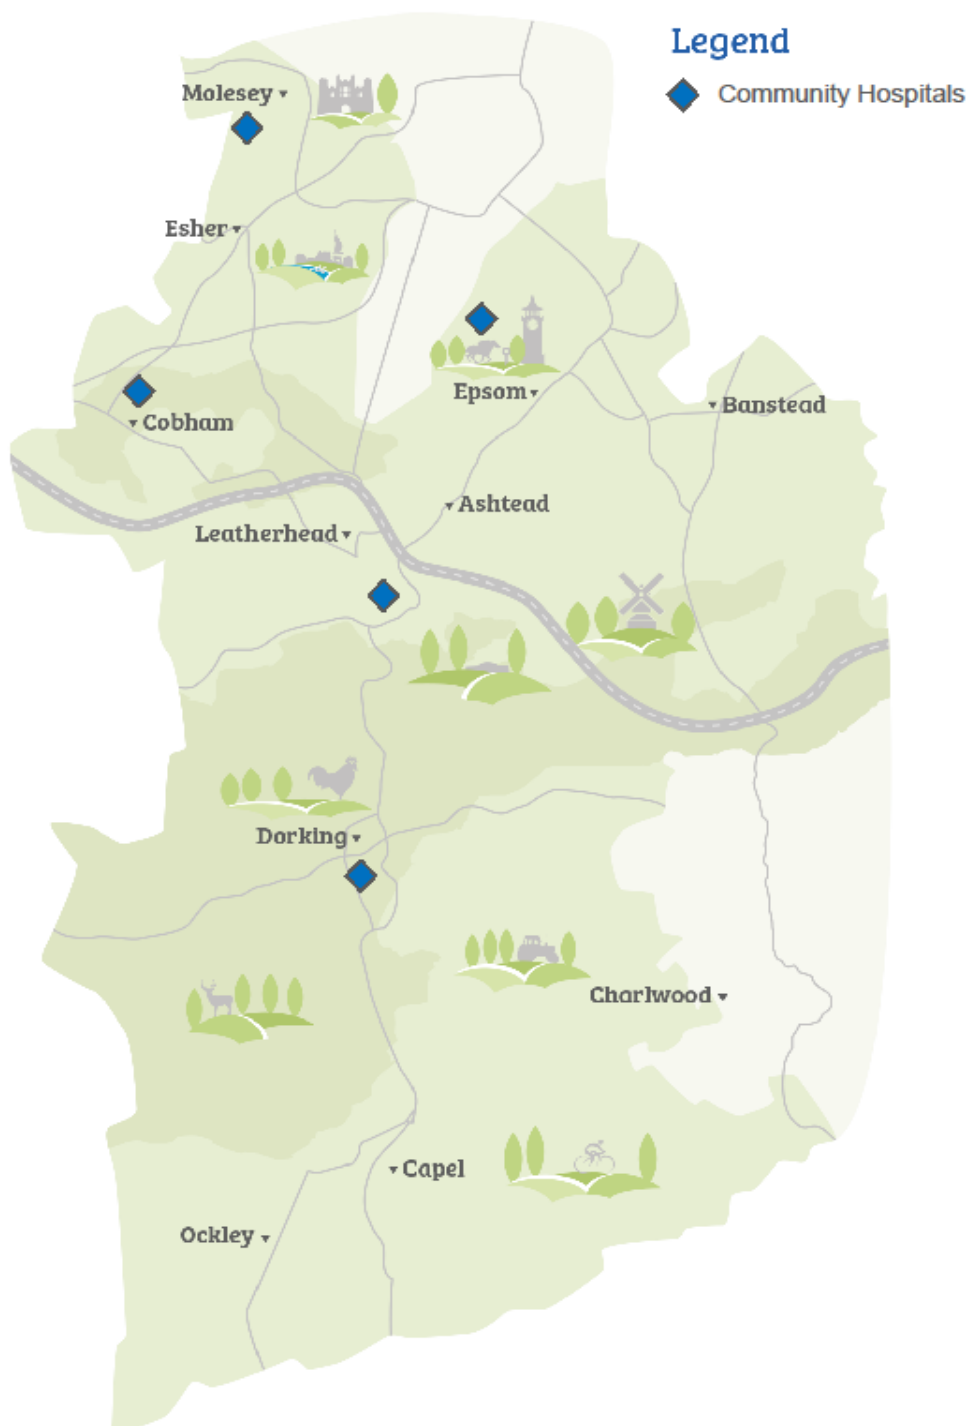 Legend
Community Hospitals
Molesey
Esher
Epsom
Banstead
Cobham
Ashtead
Leatherhead
Dorking
Charlwood
Capel
Ockley